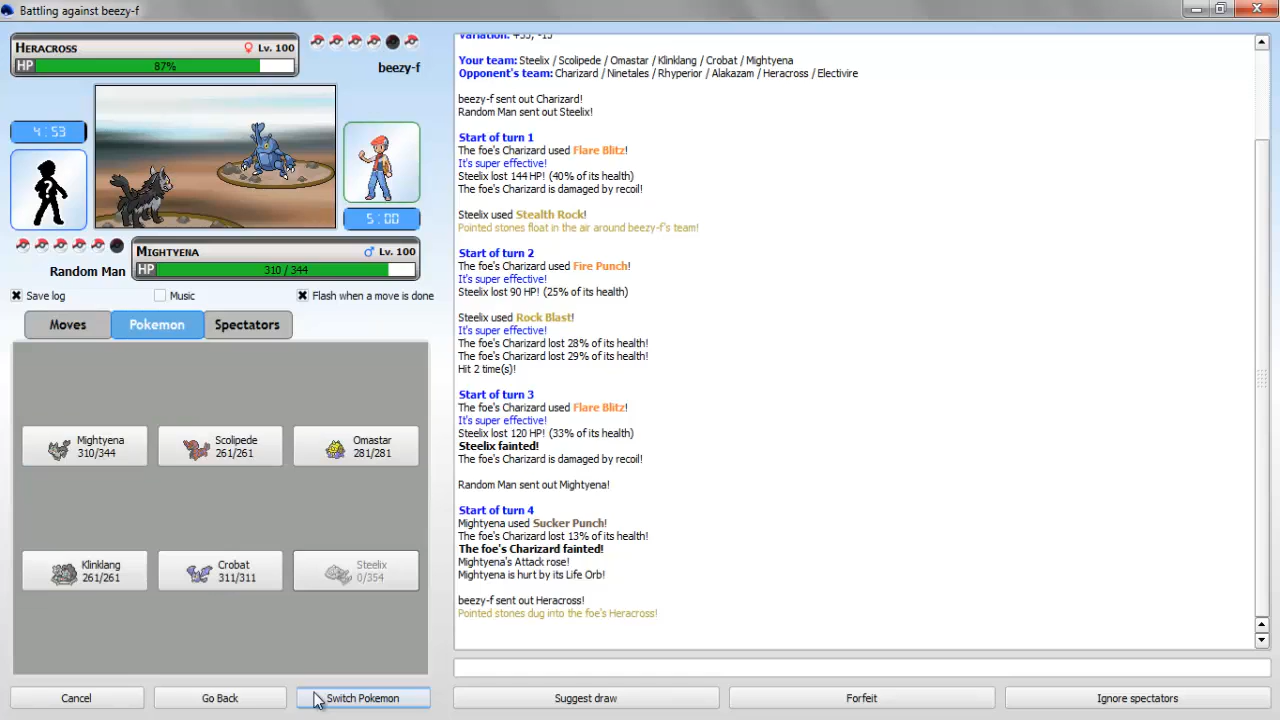 Battling against beezy-f
HERACROSS ♀ Lv. 100
HP 87%
beezy-f
4:53
5:00
MIGHTYENA ♂ Lv. 100
HP 310 / 344
Random Man
Save log
Music
Flash when a move is done
Moves
Pokemon
Spectators
Mightyena
310/344
Scolipede
261/261
Omastar
281/281
Klinklang
261/261
Crobat
311/311
Steelix
0/354
Cancel
Go Back
Switch Pokemon
Your team: Steelix / Scolipede / Omastar / Klinklang / Crobat / Mightyena
Opponent's team: Charizard / Ninetales / Rhyperior / Alakazam / Heracross / Electivire
beezy-f sent out Charizard!
Random Man sent out Steelix!
Start of turn 1
The foe's Charizard used Flare Blitz!
It's super effective!
Steelix lost 144 HP! (40% of its health)
The foe's Charizard is damaged by recoil!
Steelix used Stealth Rock!
Pointed stones float in the air around beezy-f's team!
Start of turn 2
The foe's Charizard used Fire Punch!
It's super effective!
Steelix lost 90 HP! (25% of its health)
Steelix used Rock Blast!
It's super effective!
The foe's Charizard lost 28% of its health!
The foe's Charizard lost 29% of its health!
Hit 2 time(s)!
Start of turn 3
The foe's Charizard used Flare Blitz!
It's super effective!
Steelix lost 120 HP! (33% of its health)
Steelix fainted!
The foe's Charizard is damaged by recoil!
Random Man sent out Mightyena!
Start of turn 4
Mightyena used Sucker Punch!
The foe's Charizard lost 13% of its health!
The foe's Charizard fainted!
Mightyena's Attack rose!
Mightyena is hurt by its Life Orb!
beezy-f sent out Heracross!
Pointed stones dug into the foe's Heracross!
Suggest draw
Forfeit
Ignore spectators